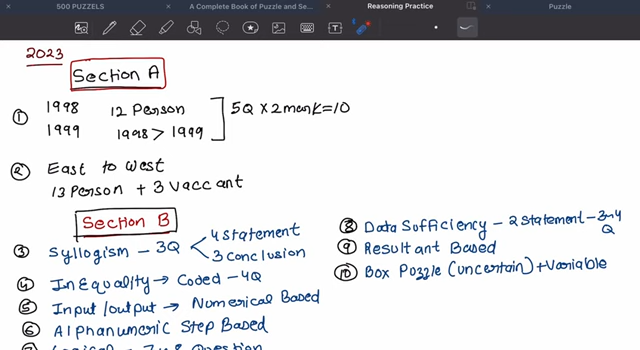 500 PUZZELS
A Complete Book of Puzzle and Se...
Reasoning Practice
Puzzle
2023
Section A
① 1998 12 Person
1999 1998 > 1999
5Q × 2 mark = 10
② East to West
13 Person + 3 Vaccant
Section B
③ Syllogism - 3Q
4 statement
3 Conclusion
④ InEquality → Coded - 4Q
⑤ Input/output → Numerical Based
⑥ Alphanumeric Step Based
⑧ Data Sufficiency - 2 Statement - 3-4
Q
⑨ Resultant Based
⑩ Box Puzzle (uncertain) + Variable